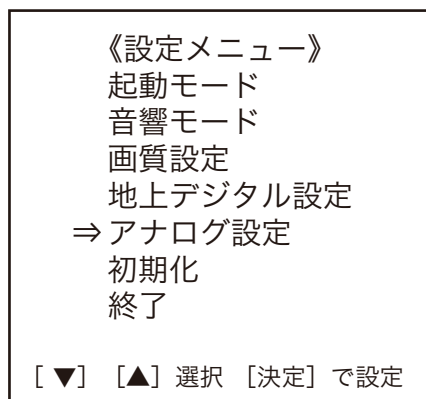 《設定メニュー》
起動モード
音響モード
画質設定
地上デジタル設定
⇒アナログ設定
初期化
終了
［▼］［▲］選択 ［決定］で設定